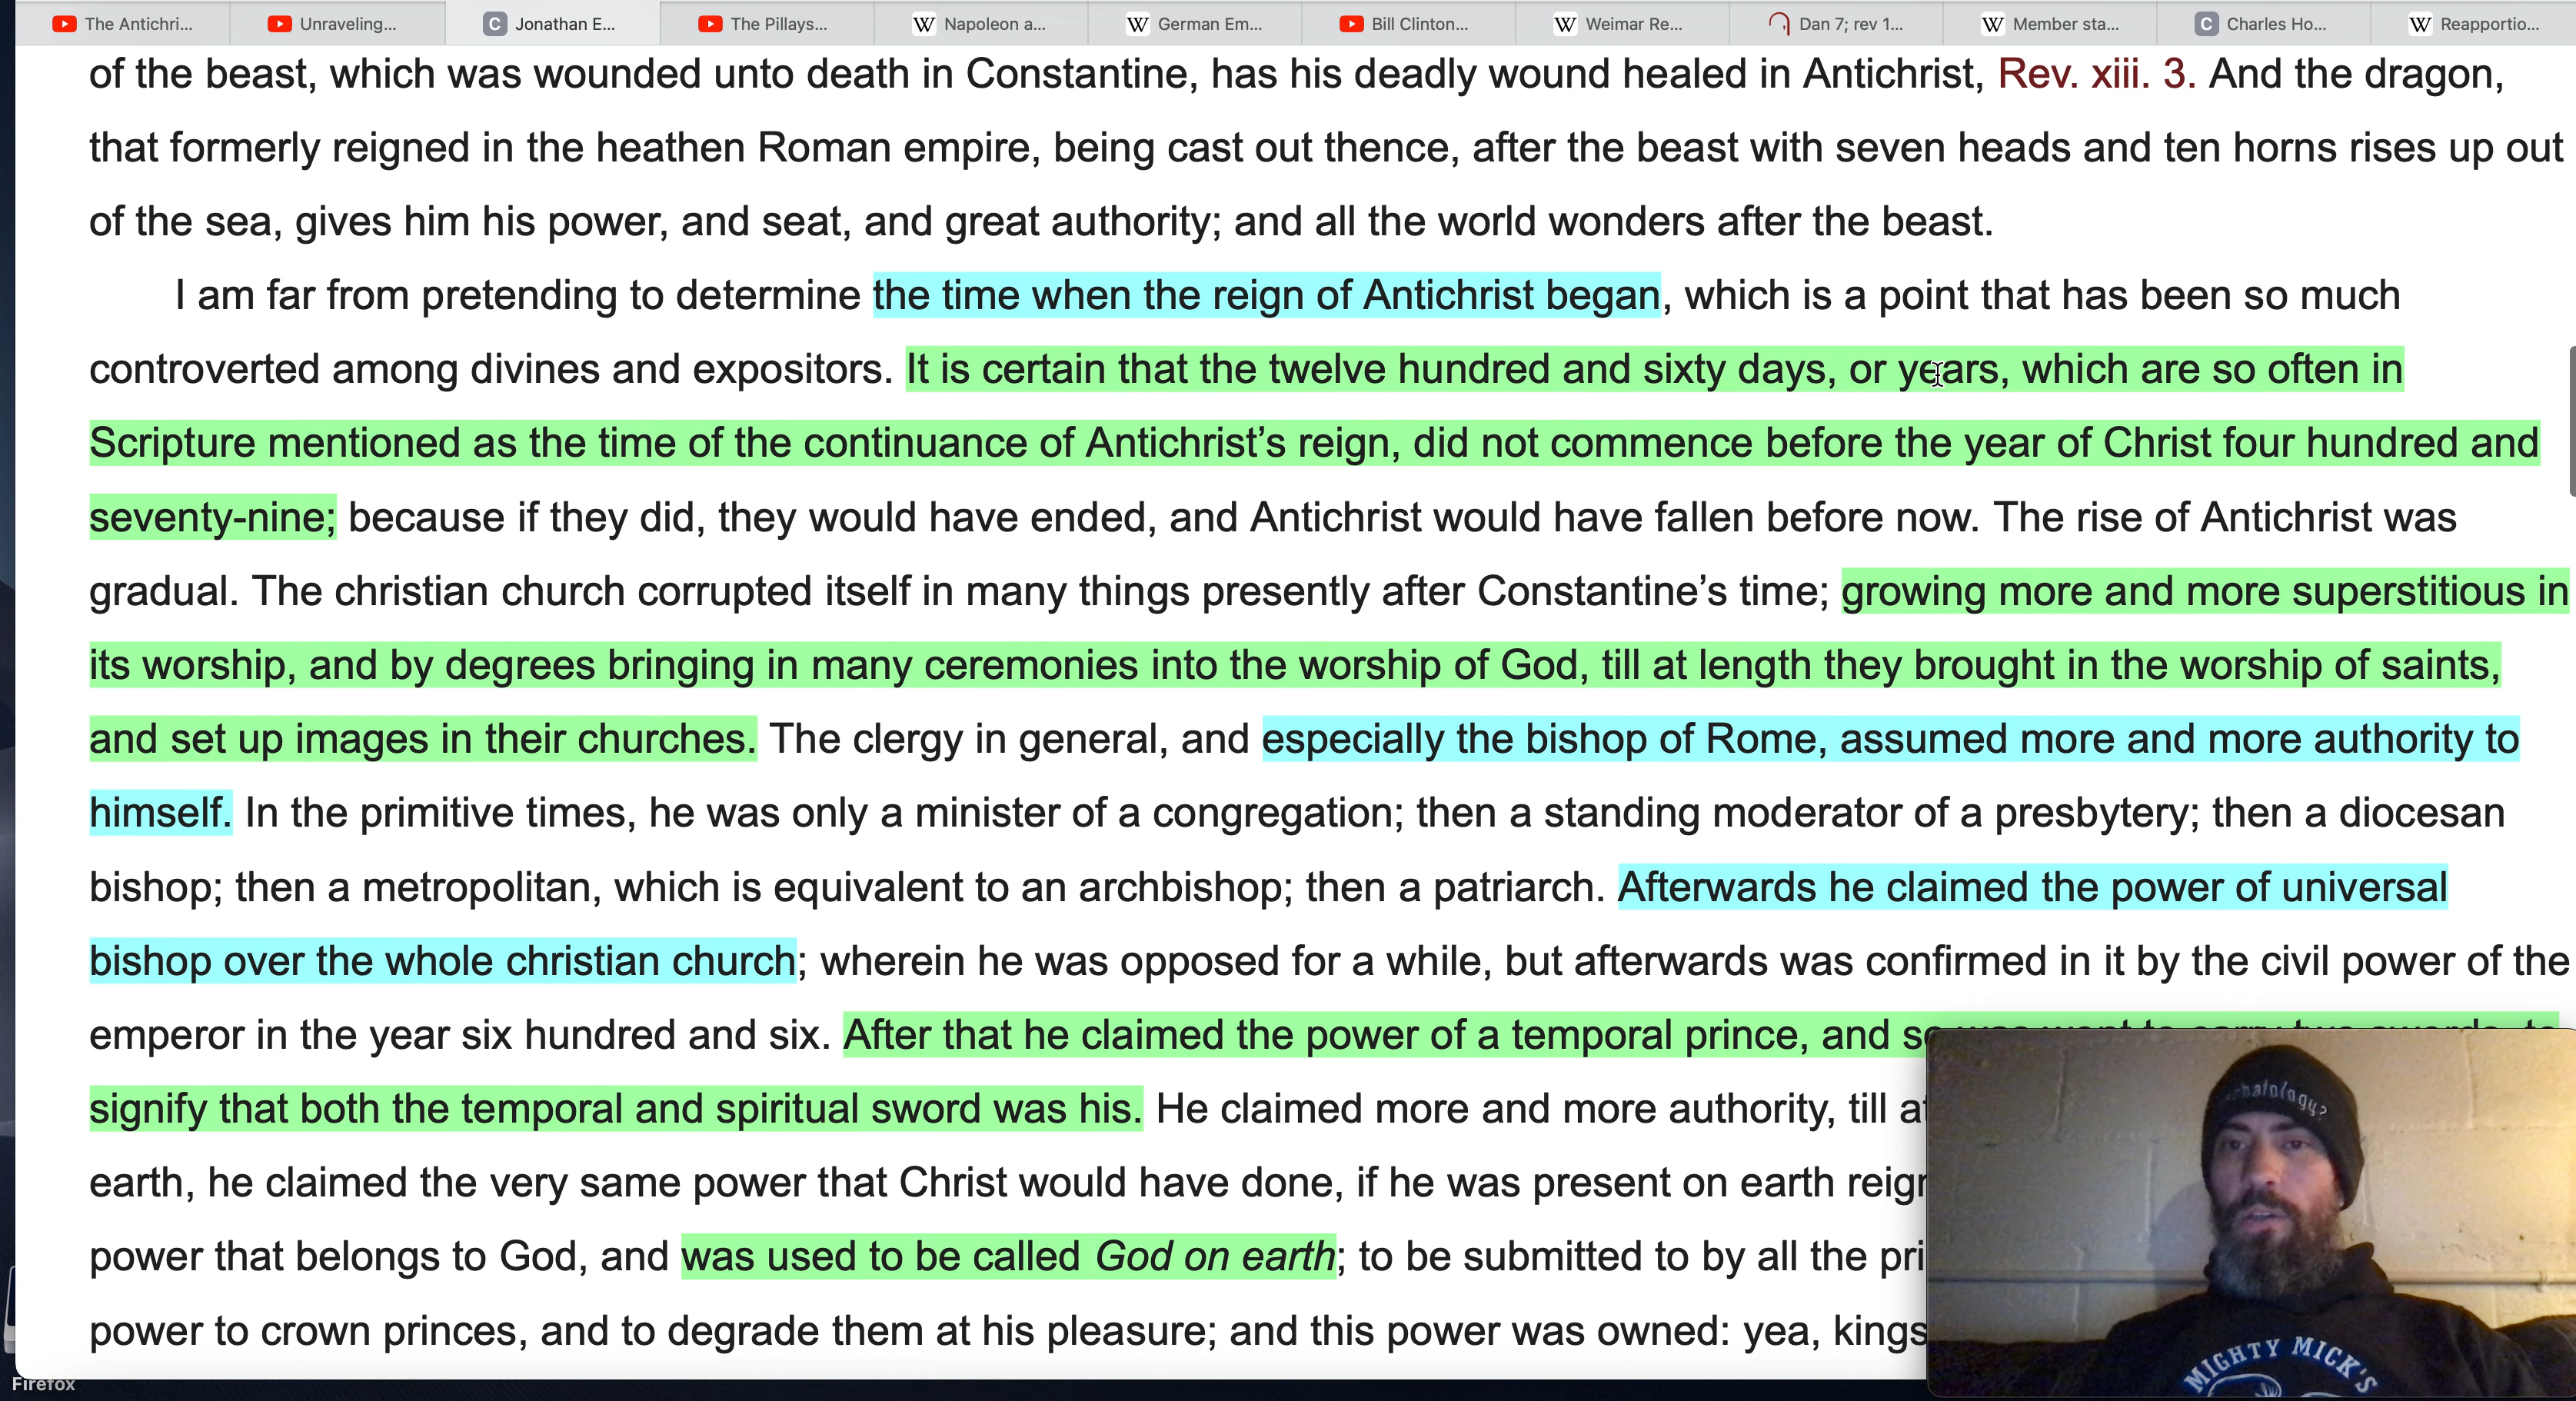 The Antichri...
Unraveling...
Jonathan E...
The Pillays...
Napoleon a...
German Em...
Bill Clinton...
Weimar Re...
Dan 7; rev 1...
Member sta...
Charles Ho...
Reapportio...
of the beast, which was wounded unto death in Constantine, has his deadly wound healed in Antichrist, Rev. xiii. 3. And the dragon,
that formerly reigned in the heathen Roman empire, being cast out thence, after the beast with seven heads and ten horns rises up out
of the sea, gives him his power, and seat, and great authority; and all the world wonders after the beast.
I am far from pretending to determine the time when the reign of Antichrist began, which is a point that has been so much
controverted among divines and expositors. It is certain that the twelve hundred and sixty days, or years, which are so often in
Scripture mentioned as the time of the continuance of Antichrist’s reign, did not commence before the year of Christ four hundred and
seventy-nine; because if they did, they would have ended, and Antichrist would have fallen before now. The rise of Antichrist was
gradual. The christian church corrupted itself in many things presently after Constantine’s time; growing more and more superstitious in
its worship, and by degrees bringing in many ceremonies into the worship of God, till at length they brought in the worship of saints,
and set up images in their churches. The clergy in general, and especially the bishop of Rome, assumed more and more authority to
himself. In the primitive times, he was only a minister of a congregation; then a standing moderator of a presbytery; then a diocesan
bishop; then a metropolitan, which is equivalent to an archbishop; then a patriarch. Afterwards he claimed the power of universal
bishop over the whole christian church; wherein he was opposed for a while, but afterwards was confirmed in it by the civil power of the
emperor in the year six hundred and six. After that he claimed the power of a temporal prince, and so was wont to carry two swords, to
signify that both the temporal and spiritual sword was his. He claimed more and more authority, till at
earth, he claimed the very same power that Christ would have done, if he was present on earth reign
power that belongs to God, and was used to be called God on earth; to be submitted to by all the pri
power to crown princes, and to degrade them at his pleasure; and this power was owned: yea, kings
Firefox
MIGHTY MICK'S